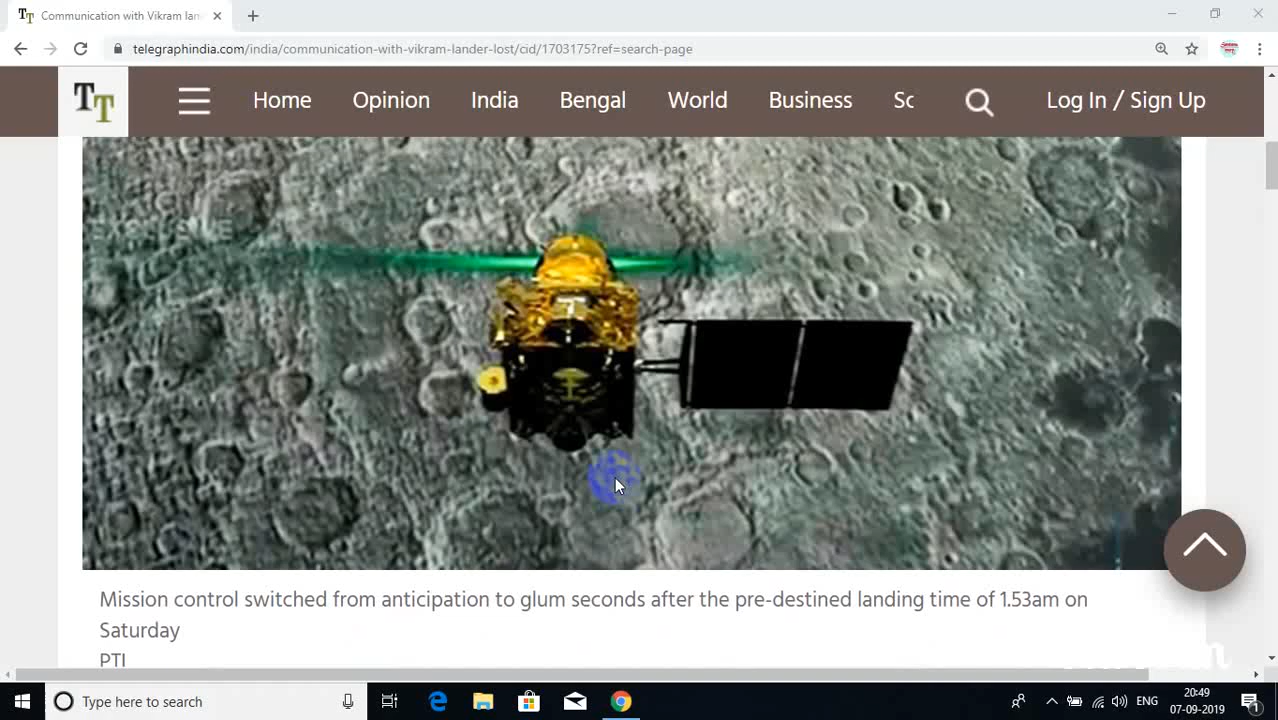 TT Communication with Vikram lan
telegraphindia.com/india/communication-with-vikram-lander-lost/cid/1703175?ref=search-page
TT Home Opinion India Bengal World Business Sc Log In / Sign Up
Mission control switched from anticipation to glum seconds after the pre-destined landing time of 1.53am on
Saturday
PTI
Type here to search
ENG
20:49
07-09-2019
1